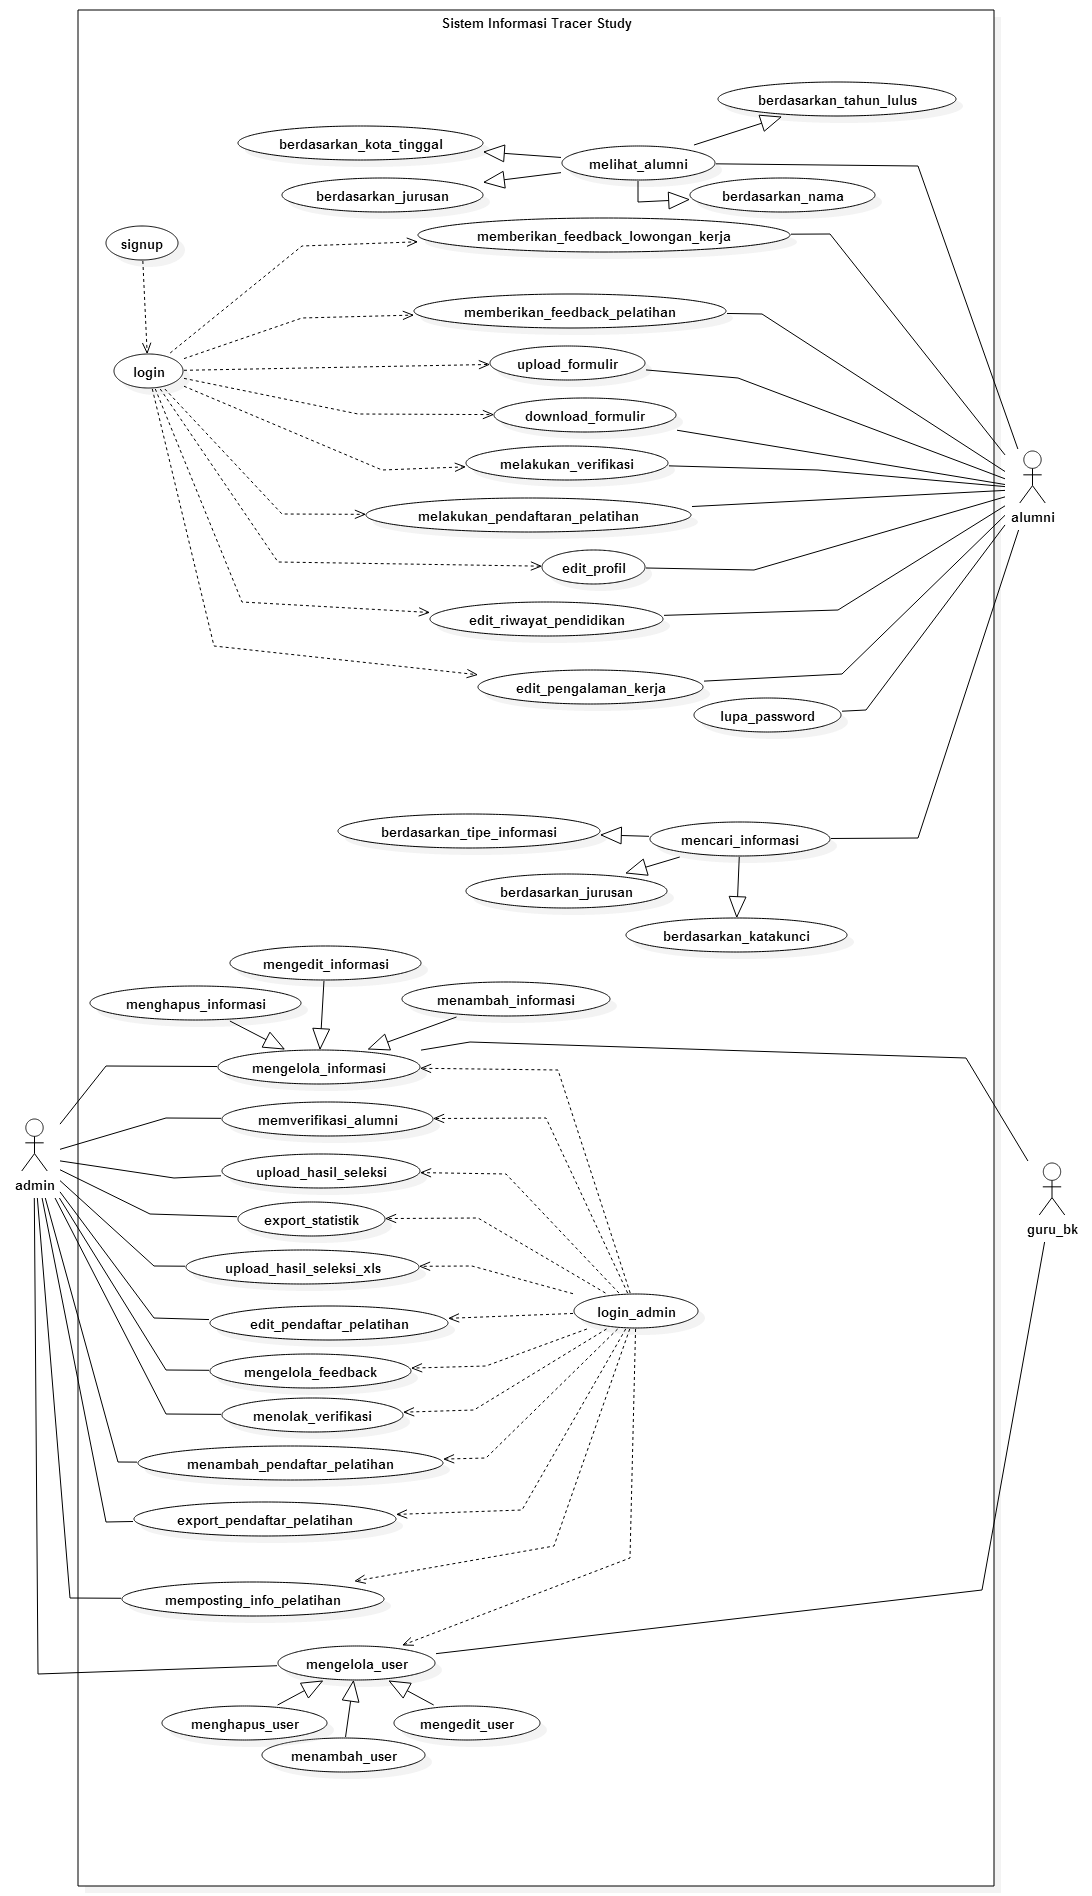 Sistem Informasi Tracer Study
berdasarkan_tahun_lulus
berdasarkan_kota_tinggal
melihat_alumni
berdasarkan_jurusan
berdasarkan_nama
memberikan_feedback_lowongan_kerja
signup
memberikan_feedback_pelatihan
upload_formulir
login
download_formulir
melakukan_verifikasi
melakukan_pendaftaran_pelatihan
alumni
edit_profil
edit_riwayat_pendidikan
edit_pengalaman_kerja
lupa_password
berdasarkan_tipe_informasi
mencari_informasi
berdasarkan_jurusan
berdasarkan_katakunci
mengedit_informasi
menghapus_informasi
menambah_informasi
mengelola_informasi
memverifikasi_alumni
upload_hasil_seleksi
admin
export_statistik
guru_bk
upload_hasil_seleksi_xls
login_admin
edit_pendaftar_pelatihan
mengelola_feedback
menolak_verifikasi
menambah_pendaftar_pelatihan
export_pendaftar_pelatihan
memposting_info_pelatihan
mengelola_user
menghapus_user
mengedit_user
menambah_user